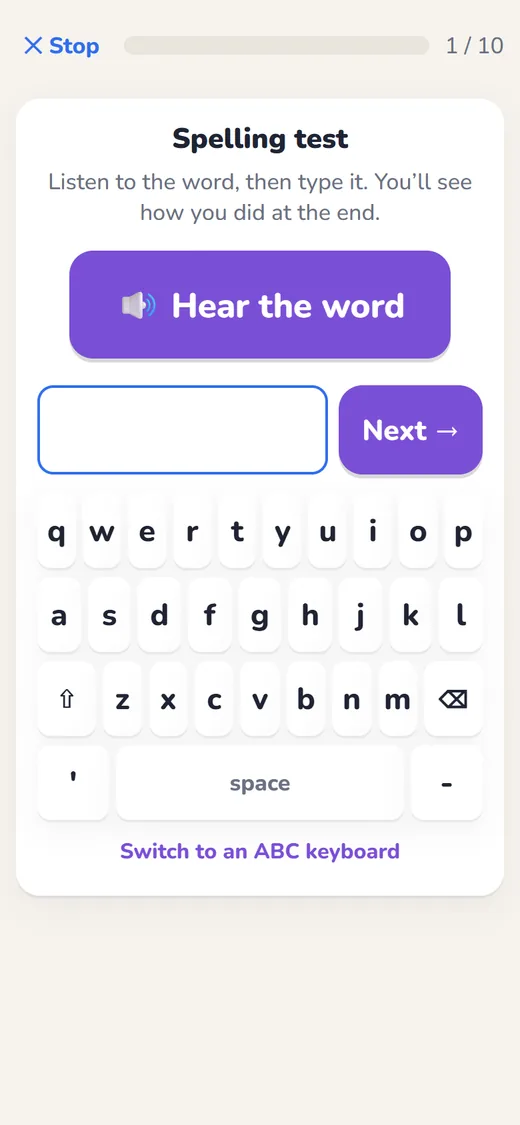 Stop 1 / 10
Spelling test
Listen to the word, then type it. You’ll see
how you did at the end.
Hear the word
Next →
q w e r t y u i o p
a s d f g h j k l
⇧ z x c v b n m ⌫
' space -
Switch to an ABC keyboard